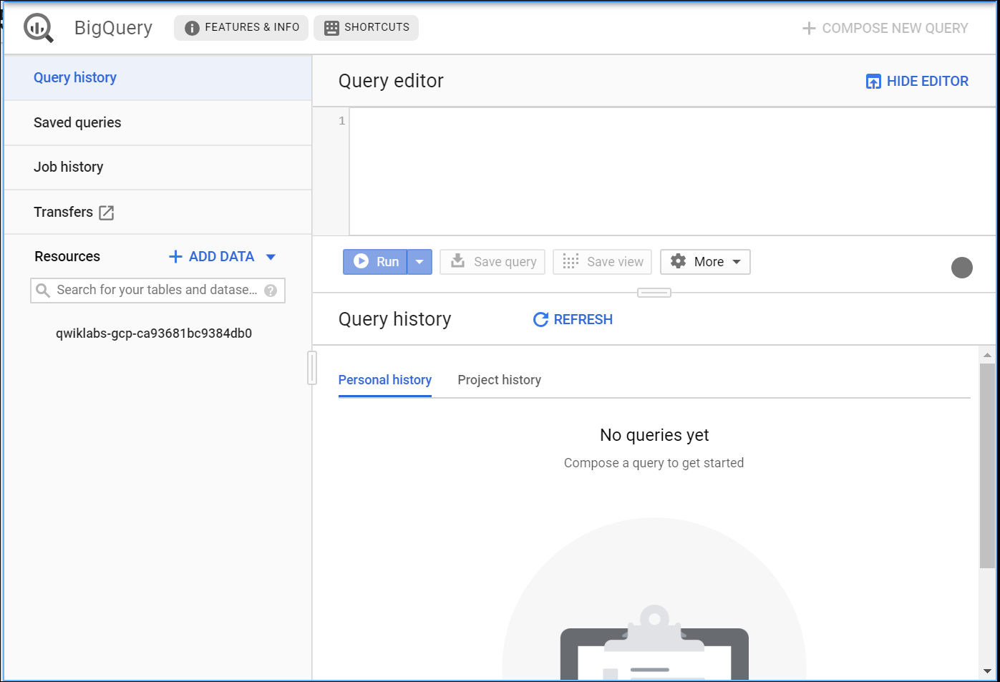 BigQuery
FEATURES & INFO
SHORTCUTS
COMPOSE NEW QUERY
Query history
Saved queries
Job history
Transfers
Resources
ADD DATA
Search for your tables and datase...
qwiklabs-gcp-ca93681bc9384db0
Query editor
HIDE EDITOR
1
Run
Save query
Save view
More
Query history
REFRESH
Personal history
Project history
No queries yet
Compose a query to get started